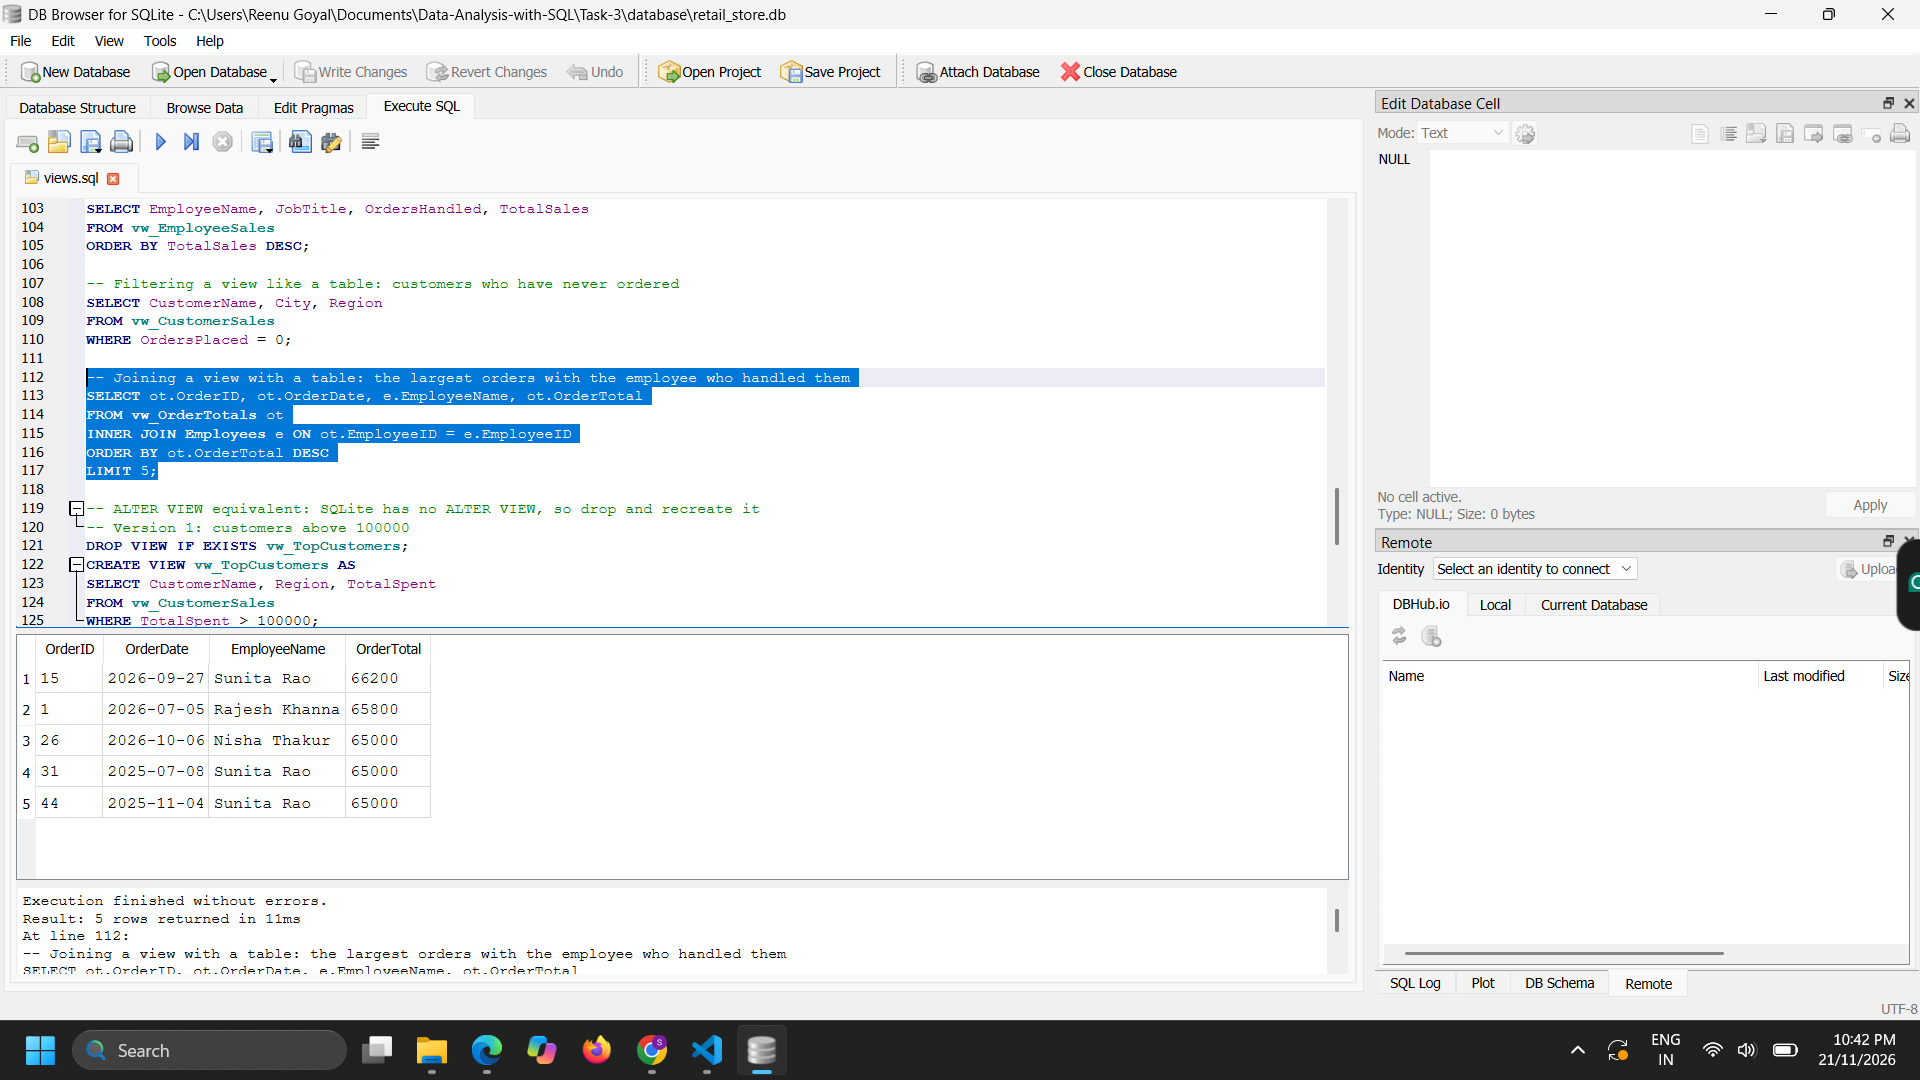 DB Browser for SQLite - C:\Users\Reenu Goyal\Documents\Data-Analysis-with-SQL\Task-3\database\retail_store.db
File Edit View Tools Help
New Database Open Database Write Changes Revert Changes Undo Open Project Save Project Attach Database Close Database
Database Structure Browse Data Edit Pragmas Execute SQL
views.sql
103 SELECT EmployeeName, JobTitle, OrdersHandled, TotalSales
104 FROM vw_EmployeeSales
105 ORDER BY TotalSales DESC;
106
107 -- Filtering a view like a table: customers who have never ordered
108 SELECT CustomerName, City, Region
109 FROM vw_CustomerSales
110 WHERE OrdersPlaced = 0;
111
112 -- Joining a view with a table: the largest orders with the employee who handled them
113 SELECT ot.OrderID, ot.OrderDate, e.EmployeeName, ot.OrderTotal
114 FROM vw_OrderTotals ot
115 INNER JOIN Employees e ON ot.EmployeeID = e.EmployeeID
116 ORDER BY ot.OrderTotal DESC
117 LIMIT 5;
118
119 -- ALTER VIEW equivalent: SQLite has no ALTER VIEW, so drop and recreate it
120 -- Version 1: customers above 100000
121 DROP VIEW IF EXISTS vw_TopCustomers;
122 CREATE VIEW vw_TopCustomers AS
123 SELECT CustomerName, Region, TotalSpent
124 FROM vw_CustomerSales
125 WHERE TotalSpent > 100000;
OrderID OrderDate EmployeeName OrderTotal
1 15 2026-09-27 Sunita Rao 66200
2 1 2026-07-05 Rajesh Khanna 65800
3 26 2026-10-06 Nisha Thakur 65000
4 31 2025-07-08 Sunita Rao 65000
5 44 2025-11-04 Sunita Rao 65000
Execution finished without errors.
Result: 5 rows returned in 11ms
At line 112:
-- Joining a view with a table: the largest orders with the employee who handled them
SELECT ot.OrderID, ot.OrderDate, e.EmployeeName, ot.OrderTotal
Edit Database Cell
Mode: Text
NULL
No cell active.
Type: NULL; Size: 0 bytes
Apply
Remote
Identity Select an identity to connect Uploa
DBHub.io Local Current Database
Name Last modified Size
SQL Log Plot DB Schema Remote
UTF-8
Search
ENG
IN
10:42 PM
21/11/2026